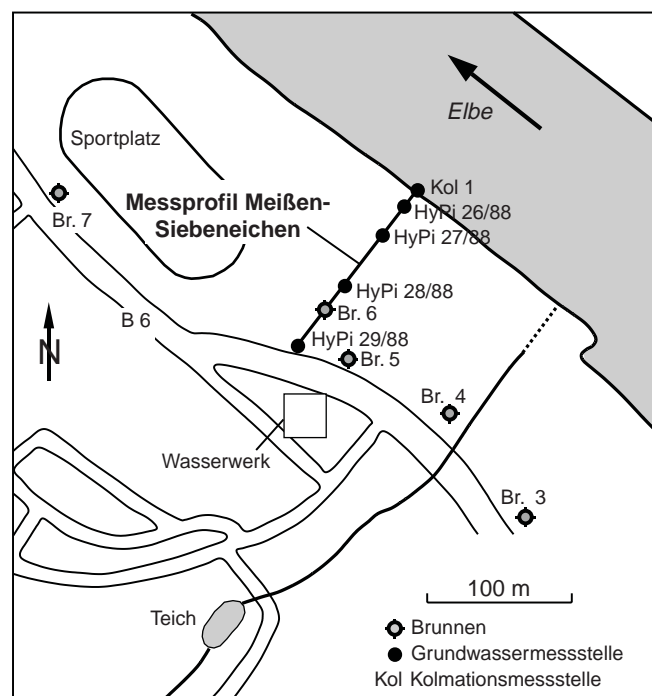 Elbe
Sportplatz
Kol 1
Messprofil Meißen-
Siebeneichen
HyPi 26/88
Br. 7
HyPi 27/88
HyPi 28/88
Br. 6
B 6
HyPi 29/88
N
Br. 5
Br. 4
Wasserwerk
Br. 3
100 m
Teich
Brunnen
Grundwassermessstelle
Kol Kolmationsmessstelle